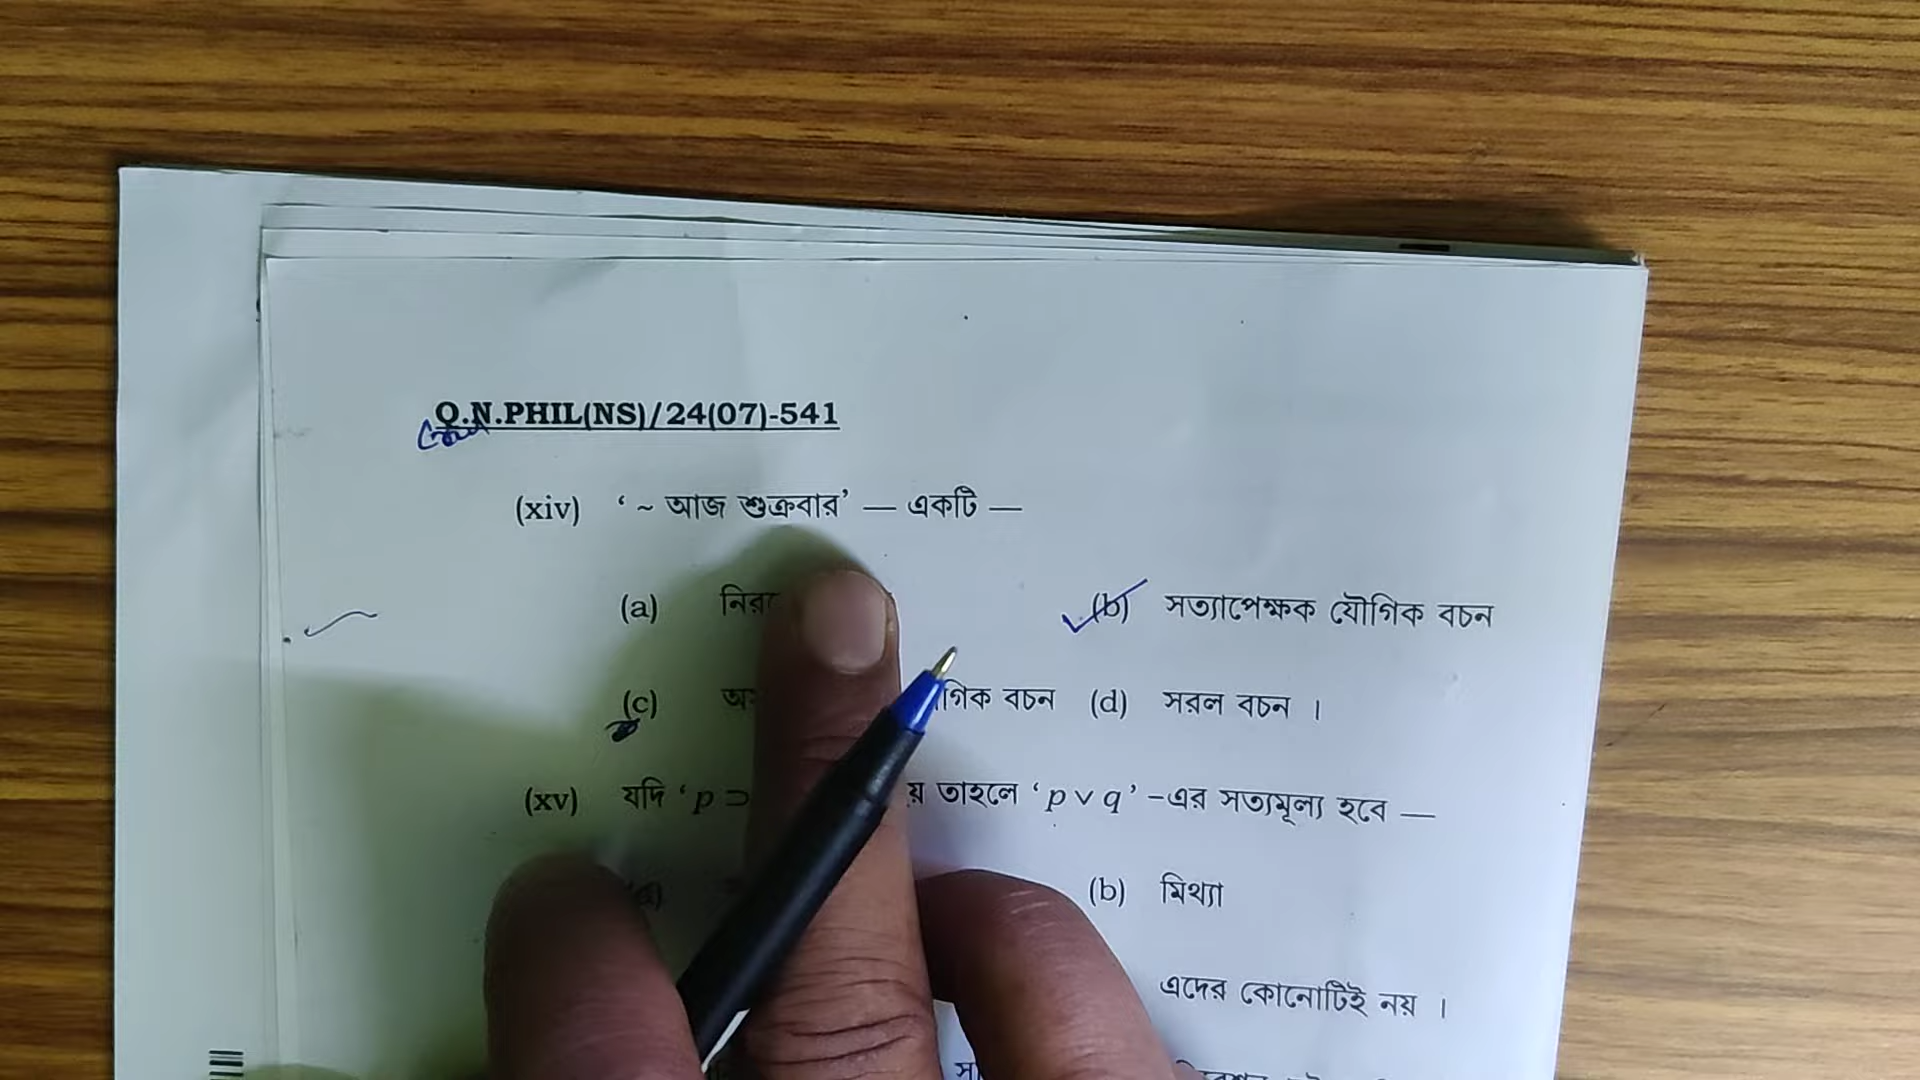 Q.N.PHIL(NS)/24(07)-541
(xiv) ‘ ~ আজ শুক্রবার’ — একটি —
(a) (b) সত্যাপেক্ষক যৌগিক বচন
(c) বচন (d) সরল বচন ।
(xv) যদি ‘ p ⊃ তাহলে ‘ p ∨ q ’ -এর সত্যমূল্য হবে —
(b) মিথ্যা
এদের কোনোটিই নয় ।